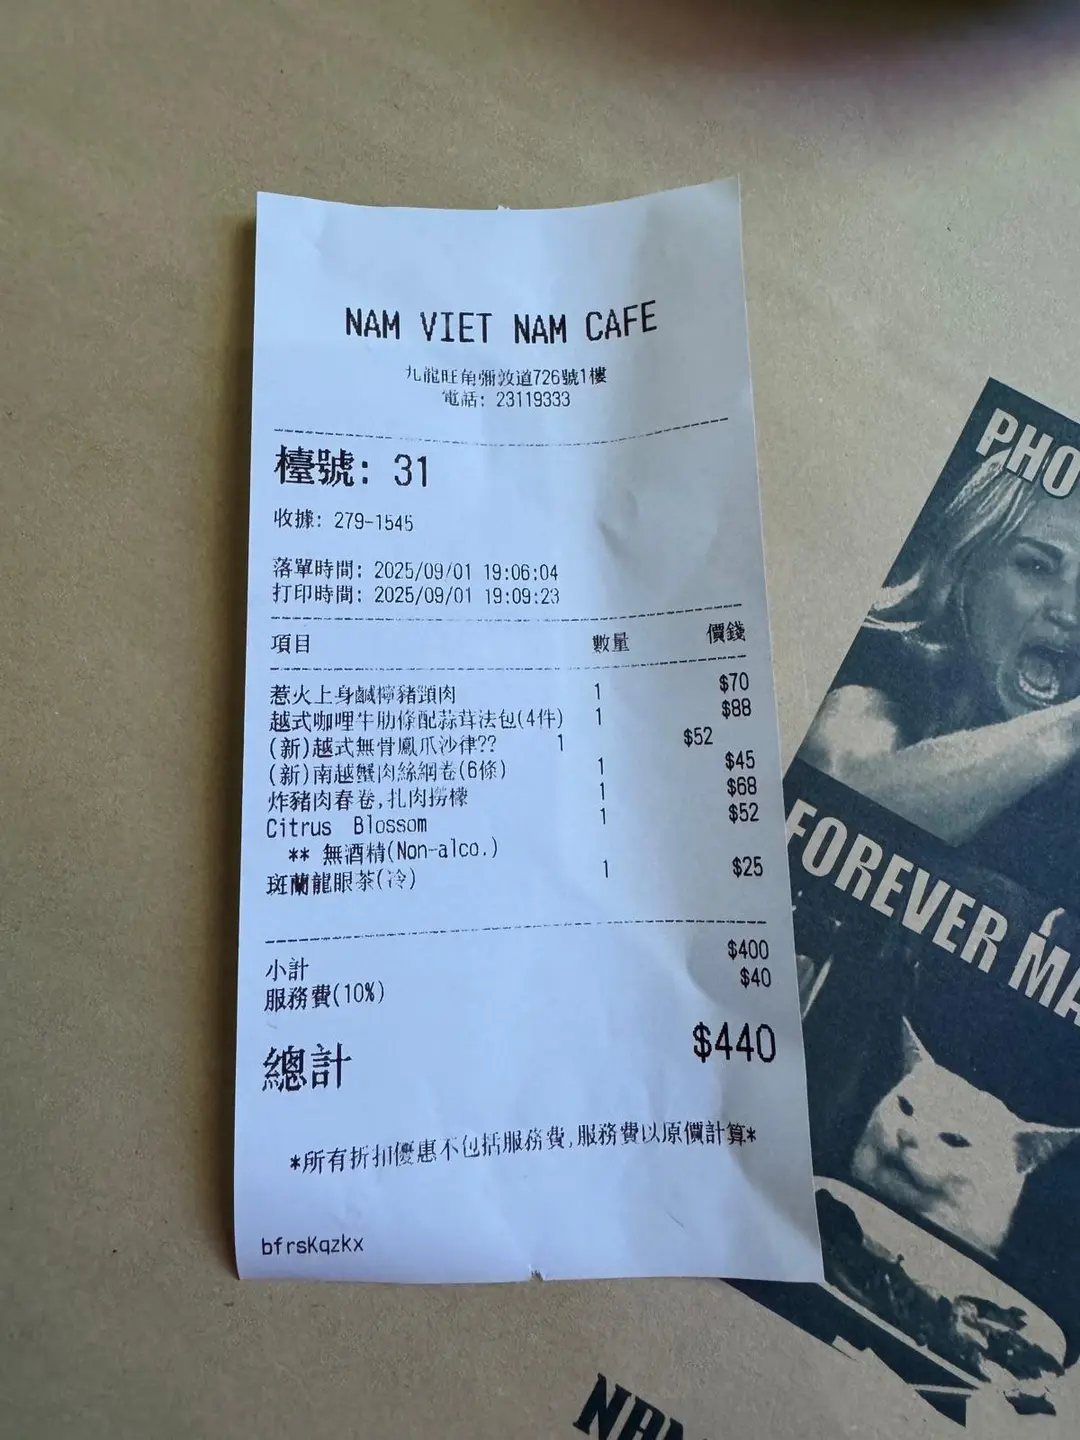 NAM VIET NAM CAFE
九龍旺角彌敦道726號1樓
電話: 23119333
檯號: 31
收據: 279-1545
落單時間: 2025/09/01 19:06:04
打印時間: 2025/09/01 19:09:23
項目 數量 價錢
惹火上身鹹檸豬頸肉 1 $70
越式咖哩牛肋條配蒜茸法包(4件) 1 $88
(新)越式無骨鳳爪沙律?? 1 $52
(新)南越蟹肉絲網卷(6條) 1 $45
炸豬肉春卷,扎肉撈檬 1 $68
Citrus Blossom 1 $52
** 無酒精(Non-alco.)
斑蘭龍眼茶(冷) 1 $25
小計 $400
服務費(10%) $40
總計 $440
*所有折扣優惠不包括服務費,服務費以原價計算*
bfrsKqzkx
PHO
FOREVER MA
NAM